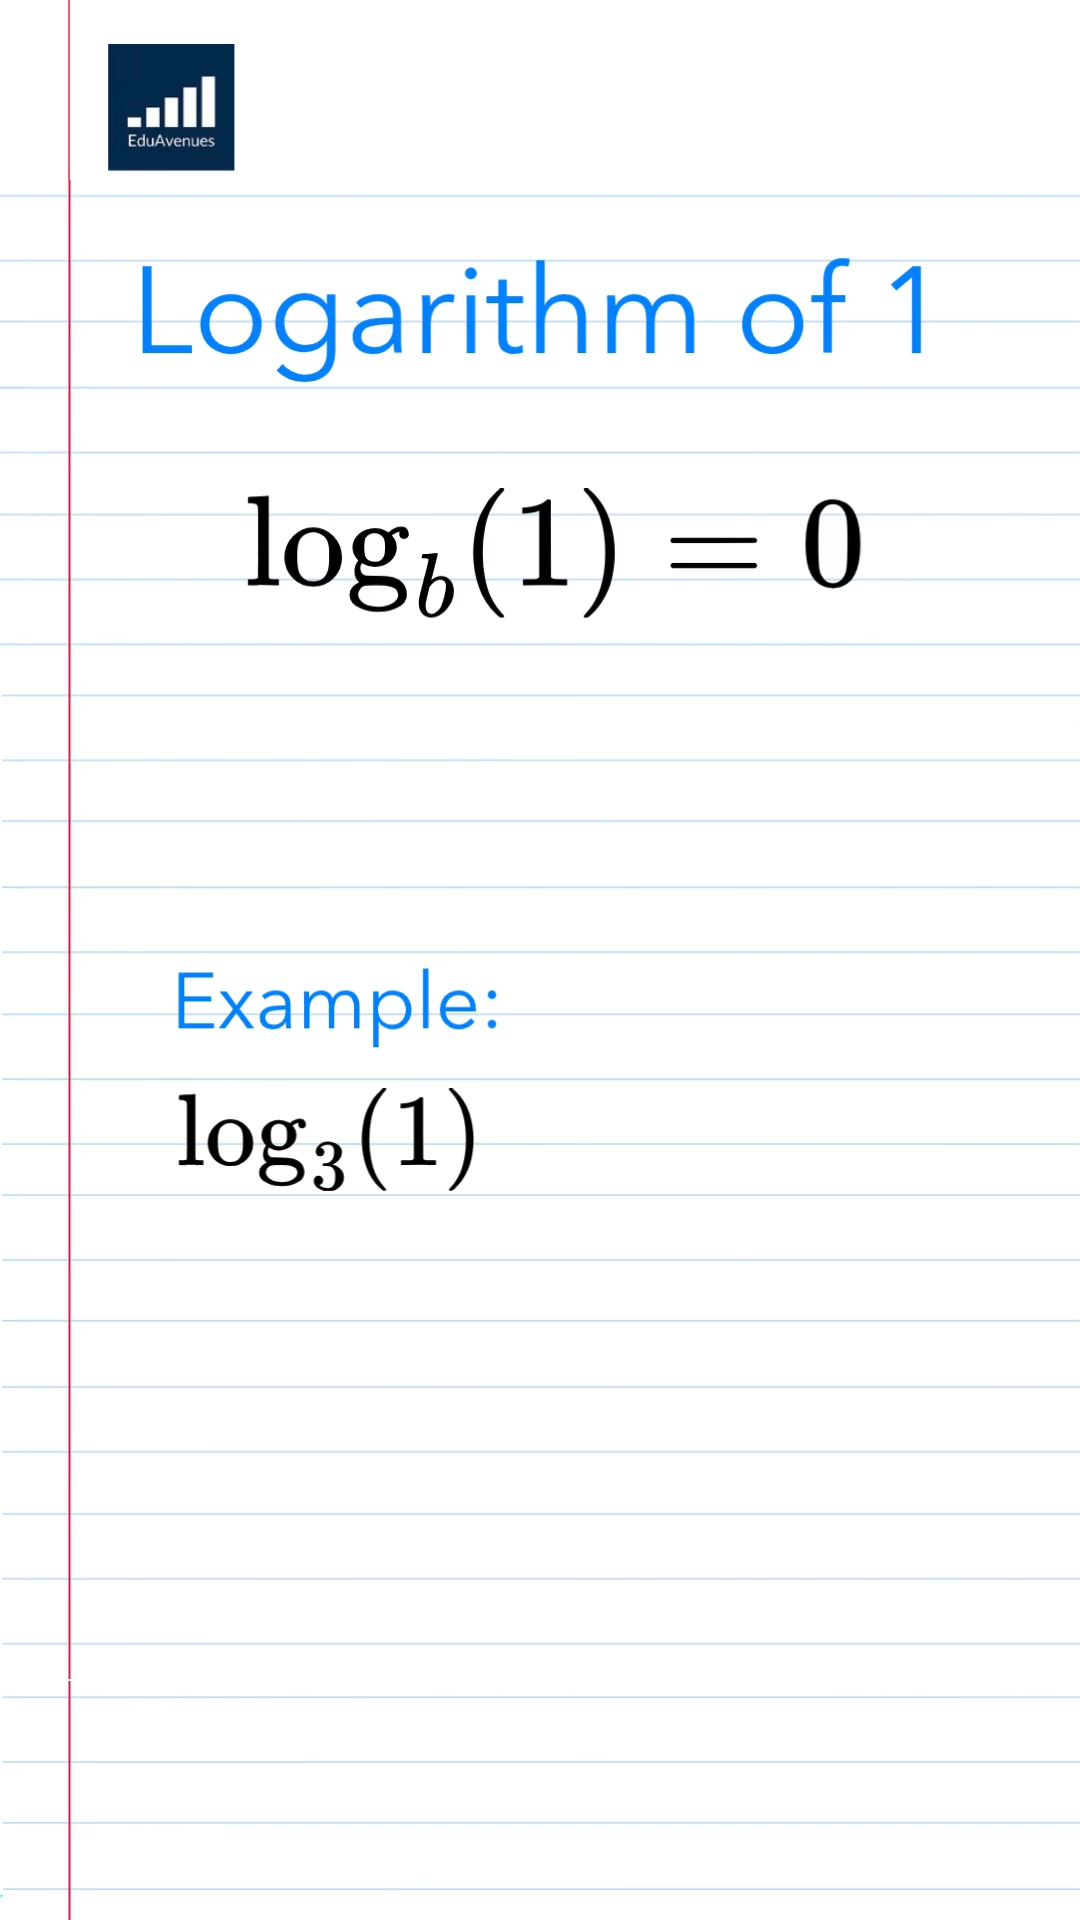 EduAvenues
Logarithm of 1
log_b(1) = 0
Example:
log_3(1)